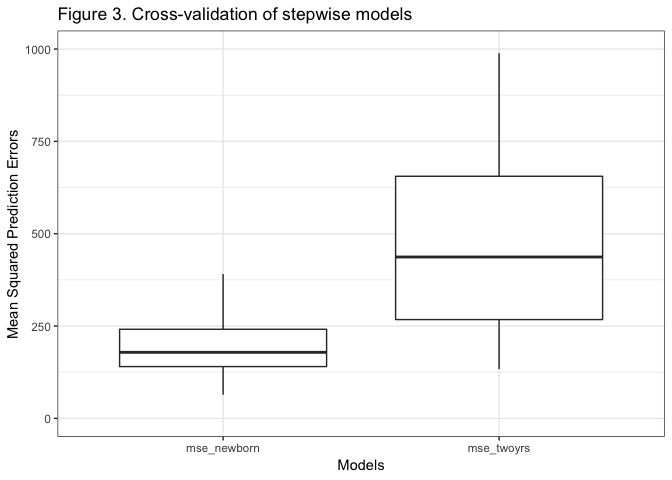 Figure 3. Cross-validation of stepwise models
Mean Squared Prediction Errors
1000
750
500
250
0
mse_newborn
mse_twoyrs
Models